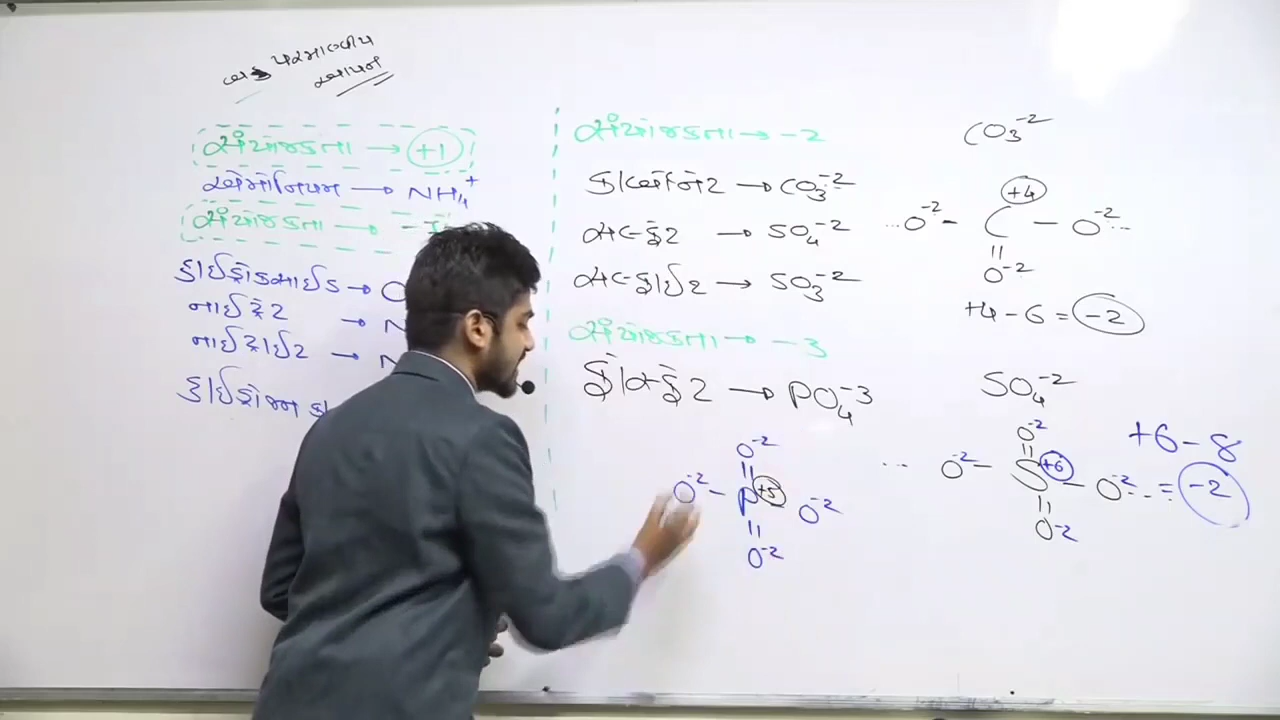 બહુ પરમાણ્વીય
આયન
સંયોજકતા → +1
એમોનિયમ → NH₄⁺
સંયોજકતા → -1
હાઈડ્રોક્સાઈડ → O
નાઈટ્રેટ → N
નાઈટ્રાઈટ → N
હાઈડ્રોજન કા
સંયોજકતા → -2
કાર્બોનેટ → CO₃⁻²
સલ્ફેટ → SO₄⁻²
સલ્ફાઈટ → SO₃⁻²
સંયોજકતા → -3
ફોસ્ફેટ → PO₄⁻³
O⁻²
O⁻² - P +5 O⁻²
O⁻²
CO₃⁻²
+4
...O⁻² - C - O⁻²...
O⁻²
+4 - 6 = -2
SO₄⁻²
O⁻²
... O⁻² - S +6 - O⁻²...
O⁻²
+6 - 8
= -2